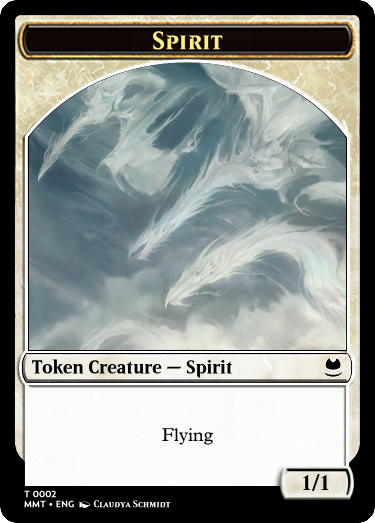 Spirit
Token Creature — Spirit
Flying
1/1
T 0002
MMT • ENG Claudya Schmidt